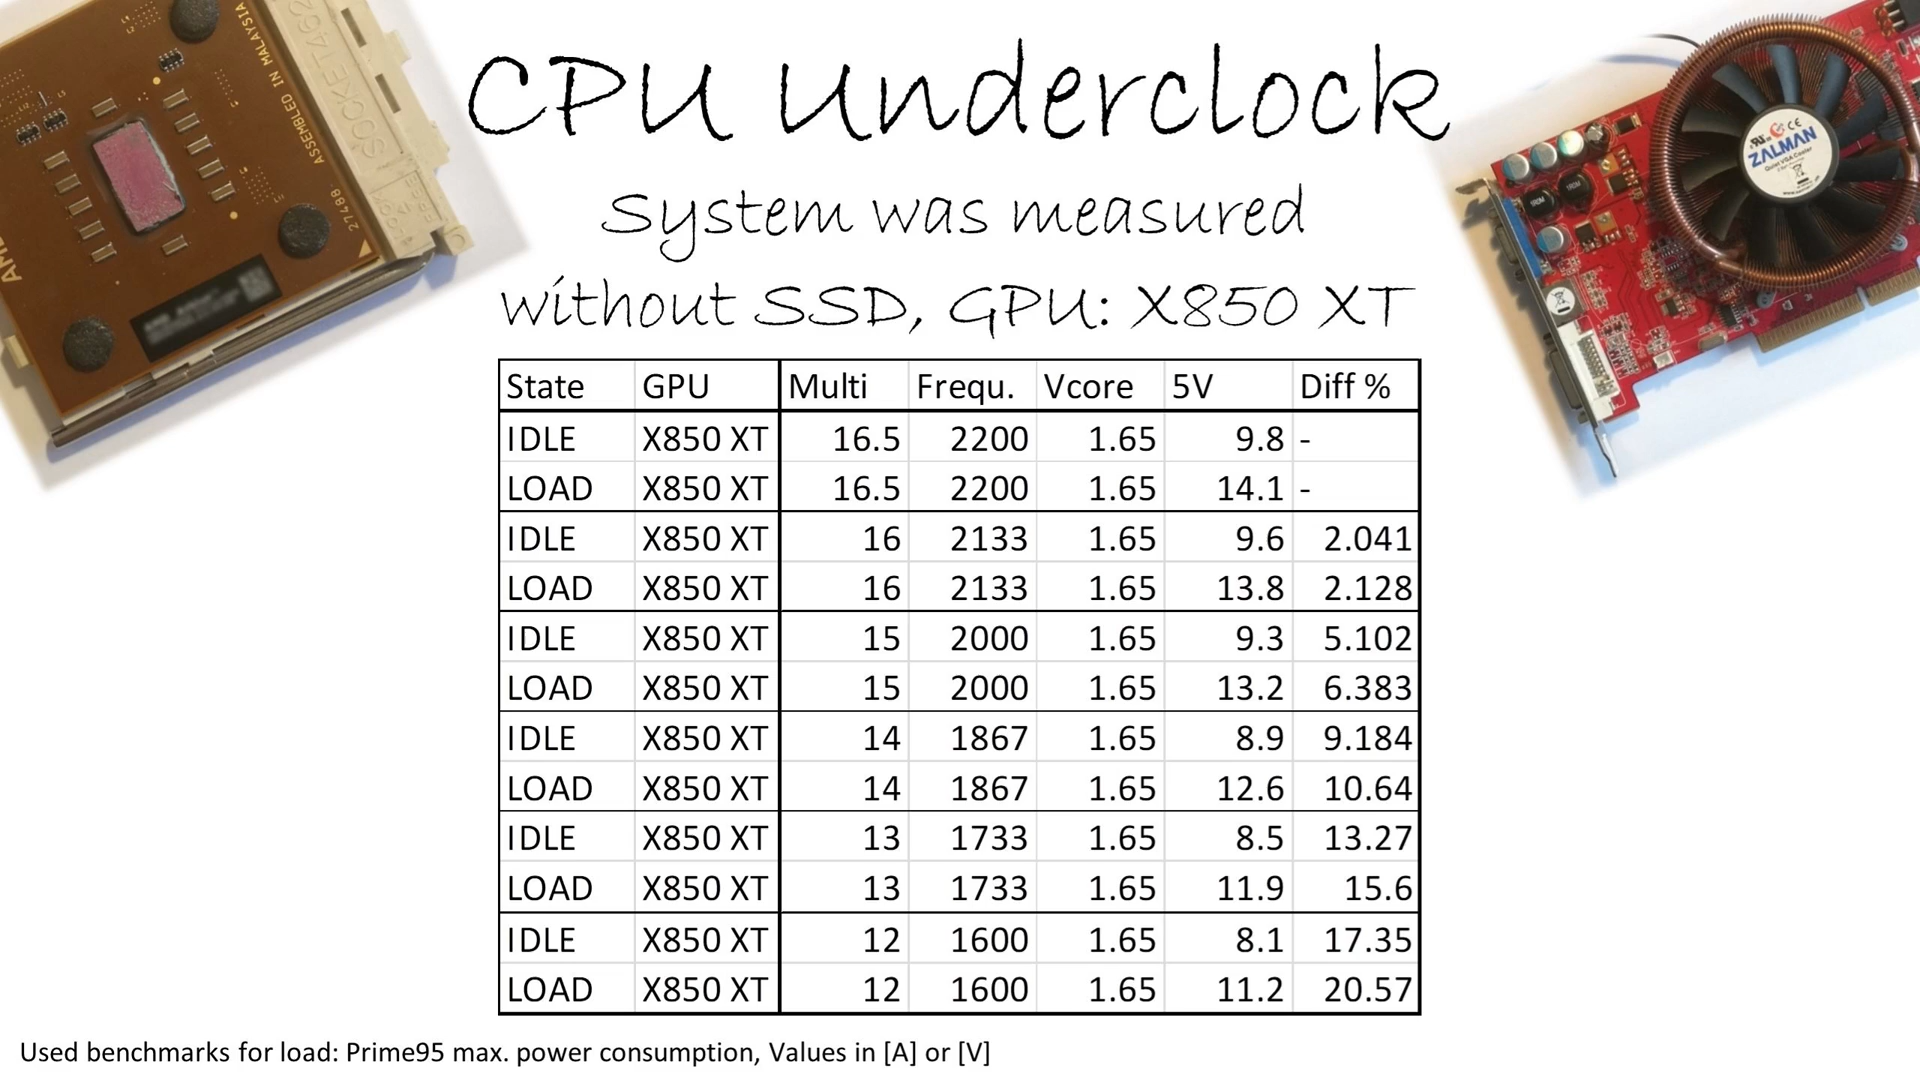 CPU Underclock
System was measured
without SSD, GPU: X850 XT
State GPU Multi Frequ. Vcore 5V Diff %
IDLE X850 XT 16.5 2200 1.65 9.8 -
LOAD X850 XT 16.5 2200 1.65 14.1 -
IDLE X850 XT 16 2133 1.65 9.6 2.041
LOAD X850 XT 16 2133 1.65 13.8 2.128
IDLE X850 XT 15 2000 1.65 9.3 5.102
LOAD X850 XT 15 2000 1.65 13.2 6.383
IDLE X850 XT 14 1867 1.65 8.9 9.184
LOAD X850 XT 14 1867 1.65 12.6 10.64
IDLE X850 XT 13 1733 1.65 8.5 13.27
LOAD X850 XT 13 1733 1.65 11.9 15.6
IDLE X850 XT 12 1600 1.65 8.1 17.35
LOAD X850 XT 12 1600 1.65 11.2 20.57
Used benchmarks for load: Prime95 max. power consumption, Values in [A] or [V]
ASSEMBLED IN MALAYSIA
SOCKET 462
27488
ZALMAN
Quiet VGA Cooler
1R0M
1R0M